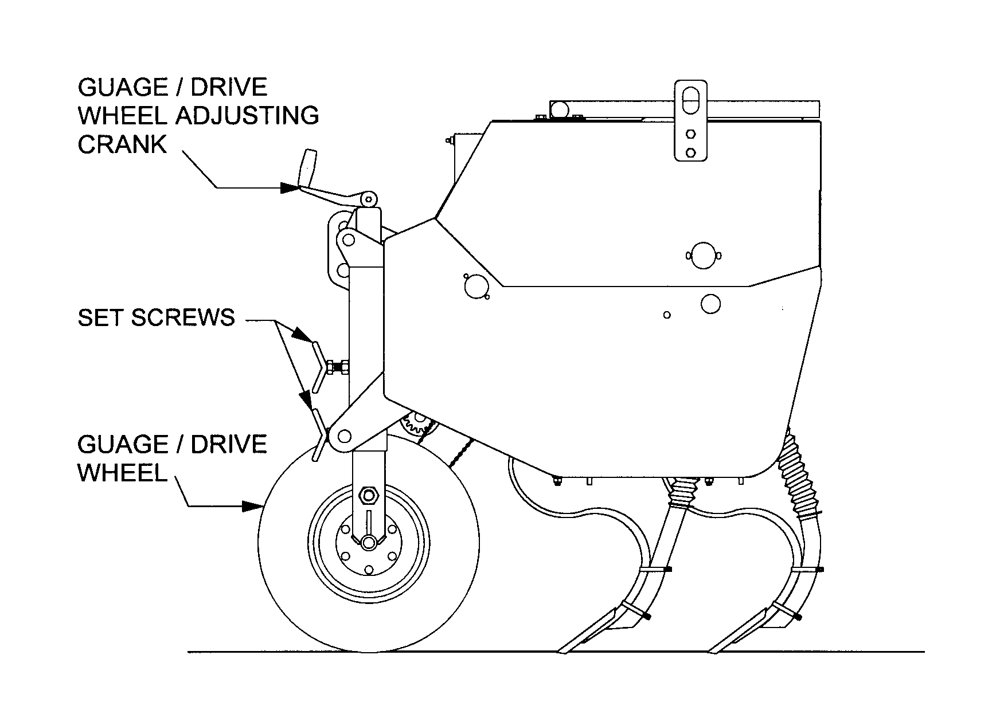 GUAGE / DRIVE
WHEEL ADJUSTING
CRANK
SET SCREWS
GUAGE / DRIVE
WHEEL